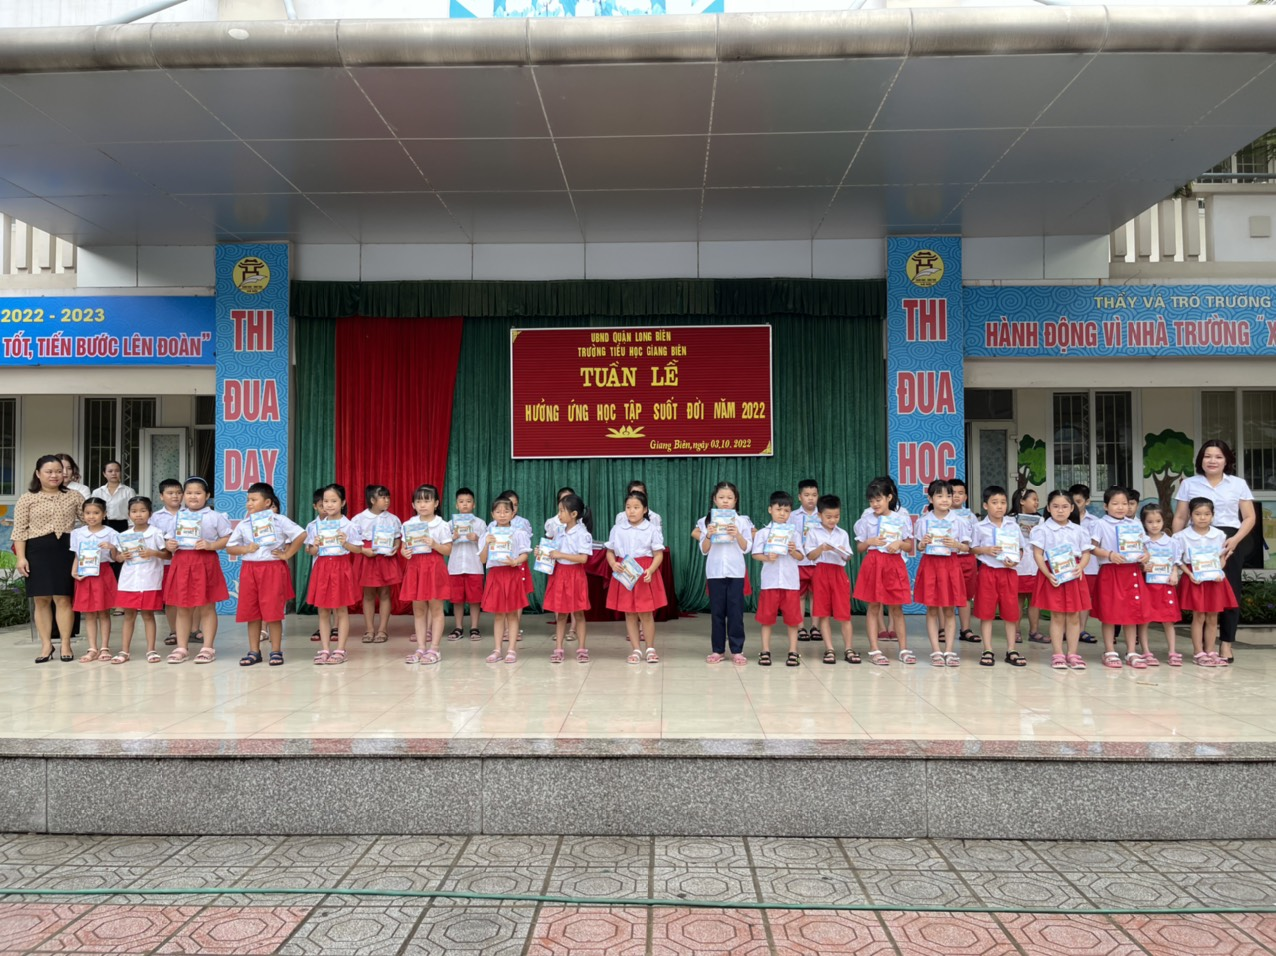 2022 - 2023
TỐT, TIẾN BƯỚC LÊN ĐOÀN"
THI
ĐUA
DẠY
UBND QUẬN LONG BIÊN
TRƯỜNG TIỂU HỌC GIANG BIÊN
TUẦN LỄ
HƯỞNG ỨNG HỌC TẬP SUỐT ĐỜI NĂM 2022
Giang Biên, ngày 03.10.2022
THI
ĐUA
HỌC
THẦY VÀ TRÒ TRƯỜNG
HÀNH ĐỘNG VÌ NHÀ TRƯỜNG "X